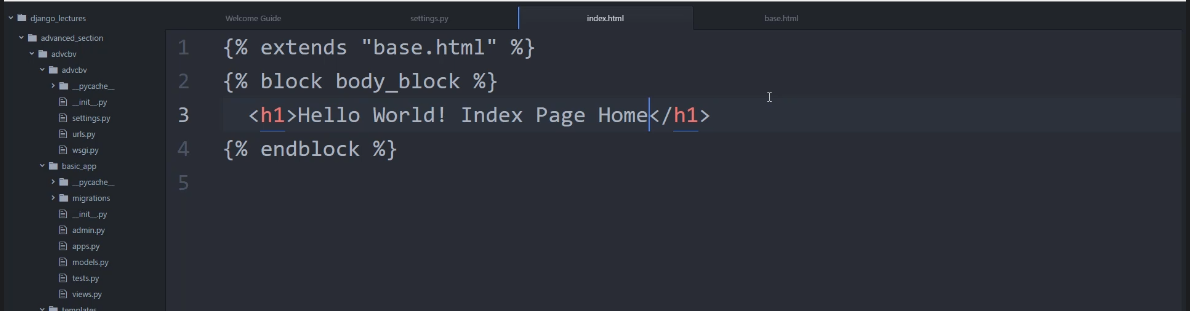 django_lectures
advanced_section
advcbv
advcbv
__pycache__
__init__.py
settings.py
urls.py
wsgi.py
basic_app
__pycache__
migrations
__init__.py
admin.py
apps.py
models.py
tests.py
views.py
templates
Welcome Guide settings.py index.html base.html
1 {% extends "base.html" %}
2 {% block body_block %}
3 <h1>Hello World! Index Page Home</h1>
4 {% endblock %}
5